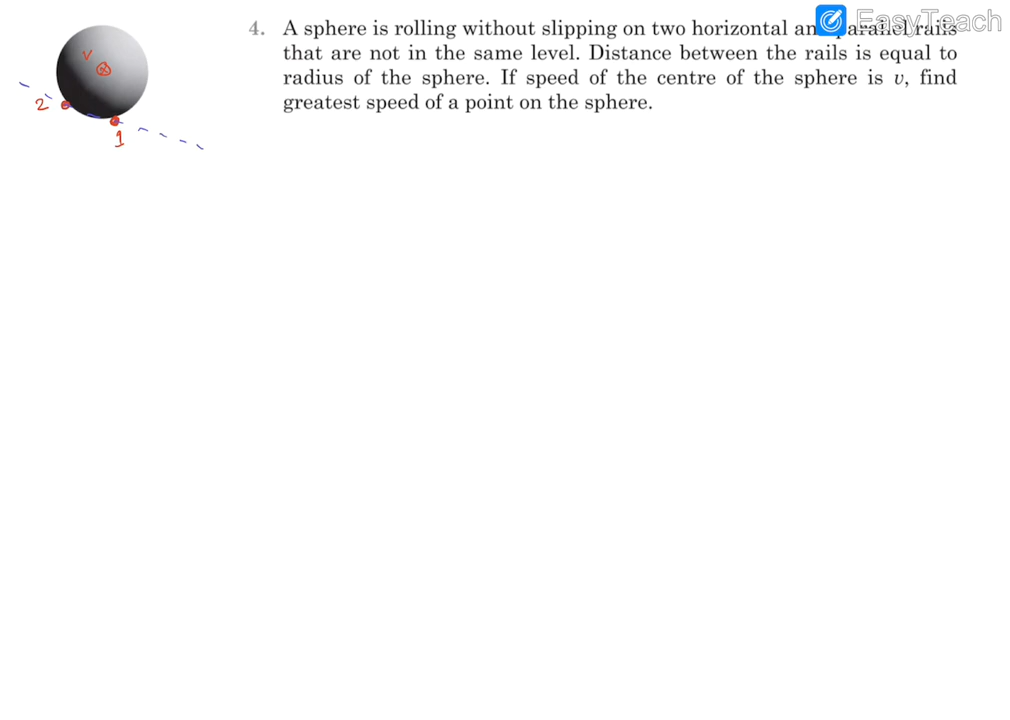 4. A sphere is rolling without slipping on two horizontal an parallel rails
that are not in the same level. Distance between the rails is equal to
radius of the sphere. If speed of the centre of the sphere is v, find
greatest speed of a point on the sphere.
EasyTeach
v
2
1